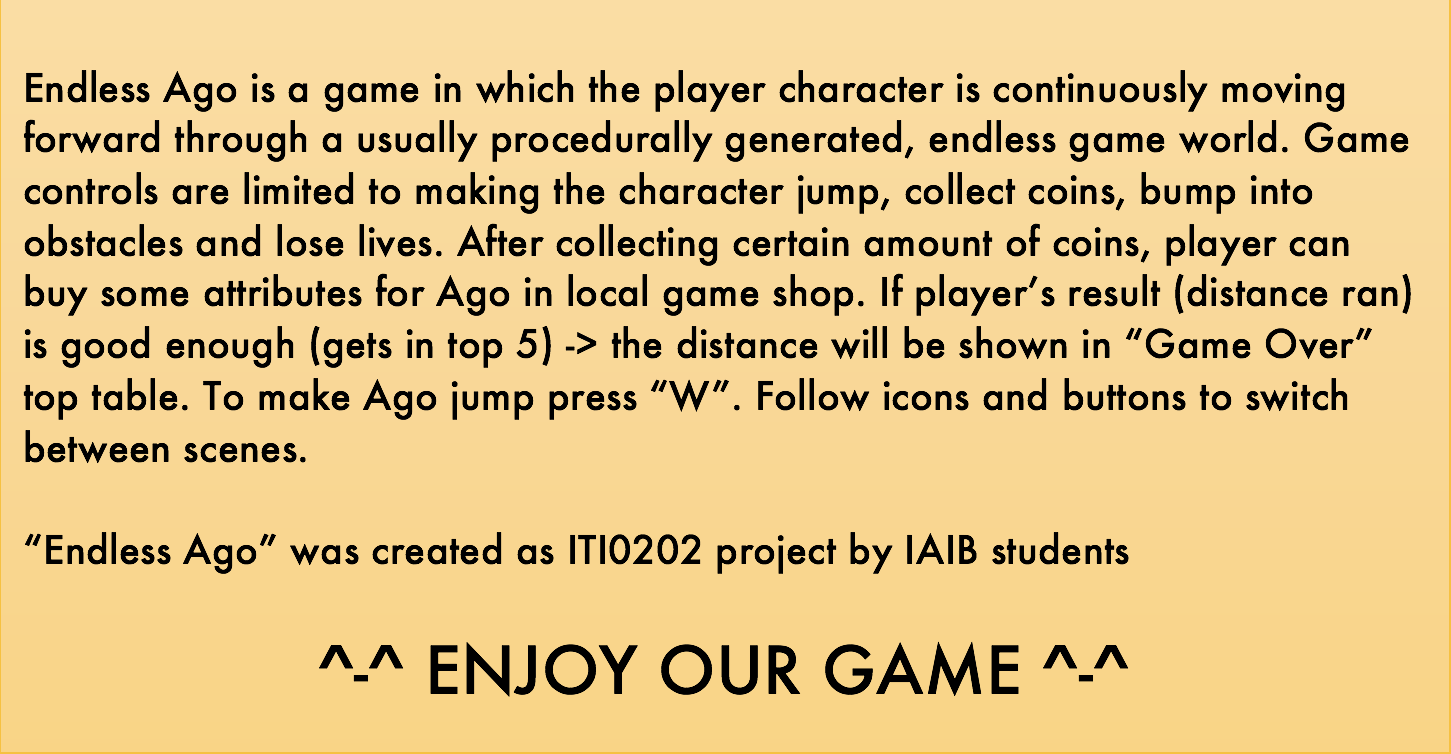 Endless Ago is a game in which the player character is continuously moving
forward through a usually procedurally generated, endless game world. Game
controls are limited to making the character jump, collect coins, bump into
obstacles and lose lives. After collecting certain amount of coins, player can
buy some attributes for Ago in local game shop. If player’s result (distance ran)
is good enough (gets in top 5) -> the distance will be shown in “Game Over”
top table. To make Ago jump press “W”. Follow icons and buttons to switch
between scenes.
“Endless Ago” was created as ITI0202 project by IAIB students
^-^ ENJOY OUR GAME ^-^